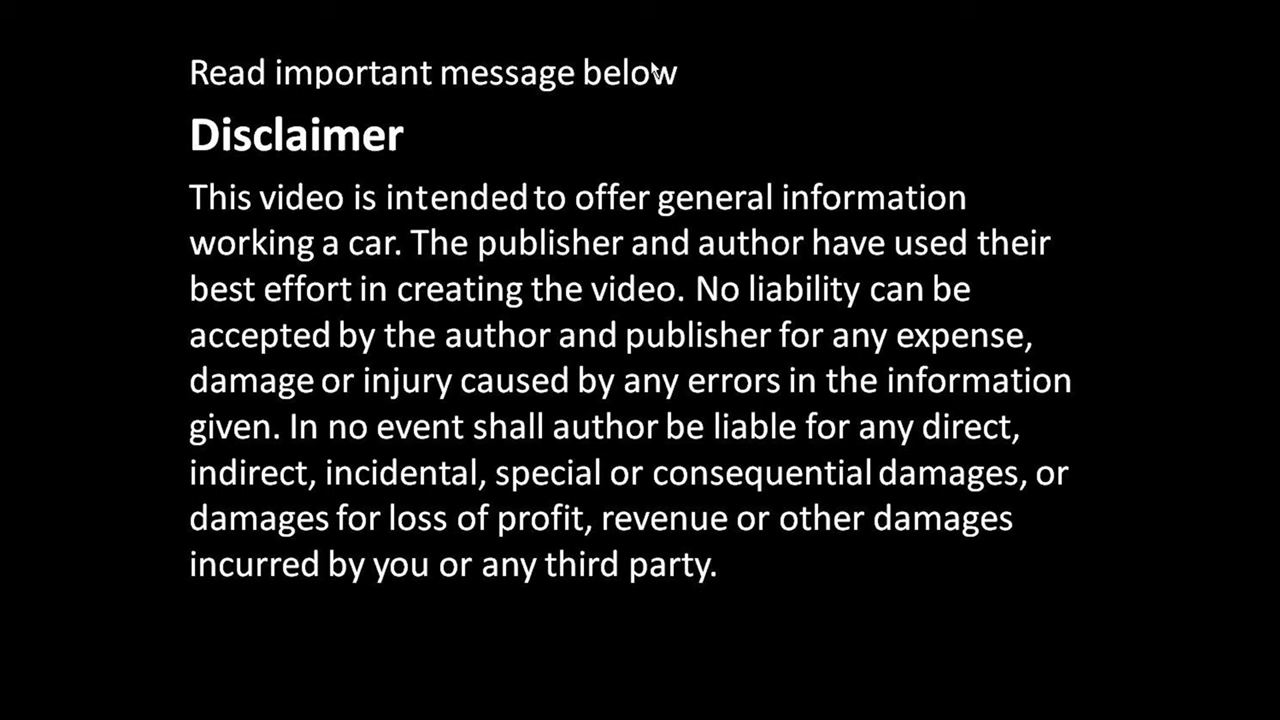 Read important message below
Disclaimer
This video is intended to offer general information
working a car. The publisher and author have used their
best effort in creating the video. No liability can be
accepted by the author and publisher for any expense,
damage or injury caused by any errors in the information
given. In no event shall author be liable for any direct,
indirect, incidental, special or consequential damages, or
damages for loss of profit, revenue or other damages
incurred by you or any third party.